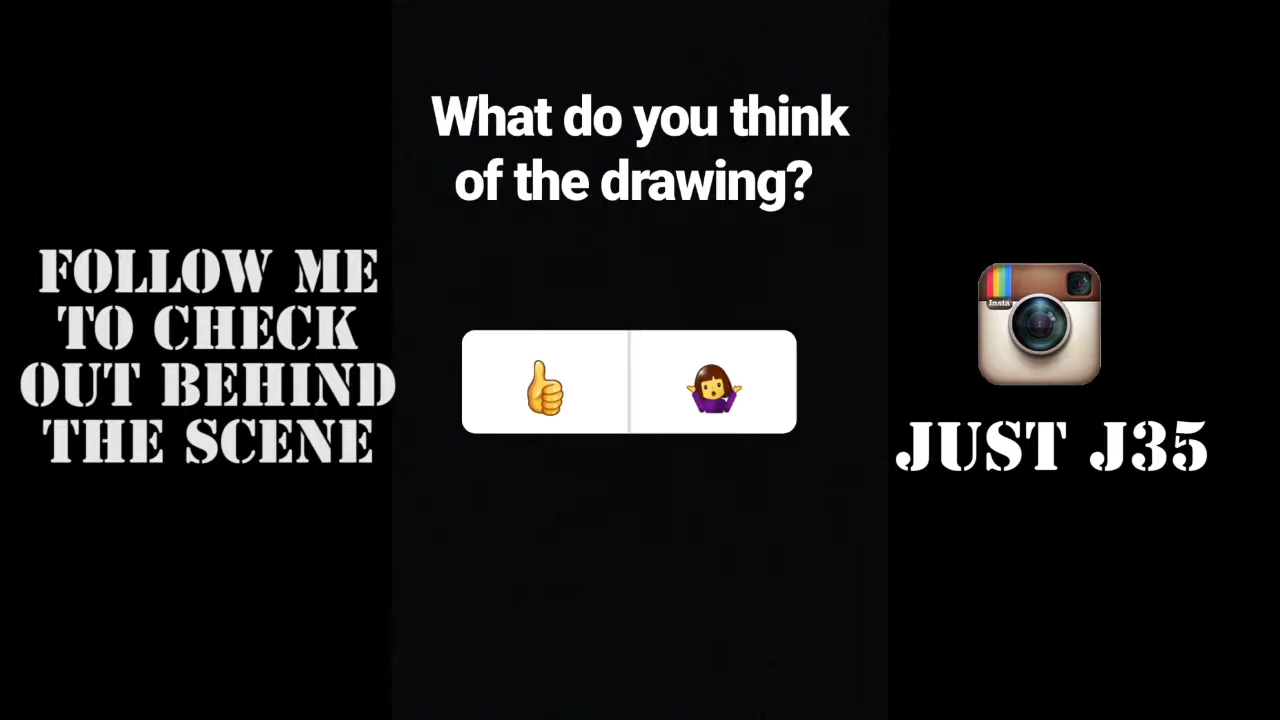 What do you think
of the drawing?
FOLLOW ME
TO CHECK
OUT BEHIND
THE SCENE
Insta
JUST J35